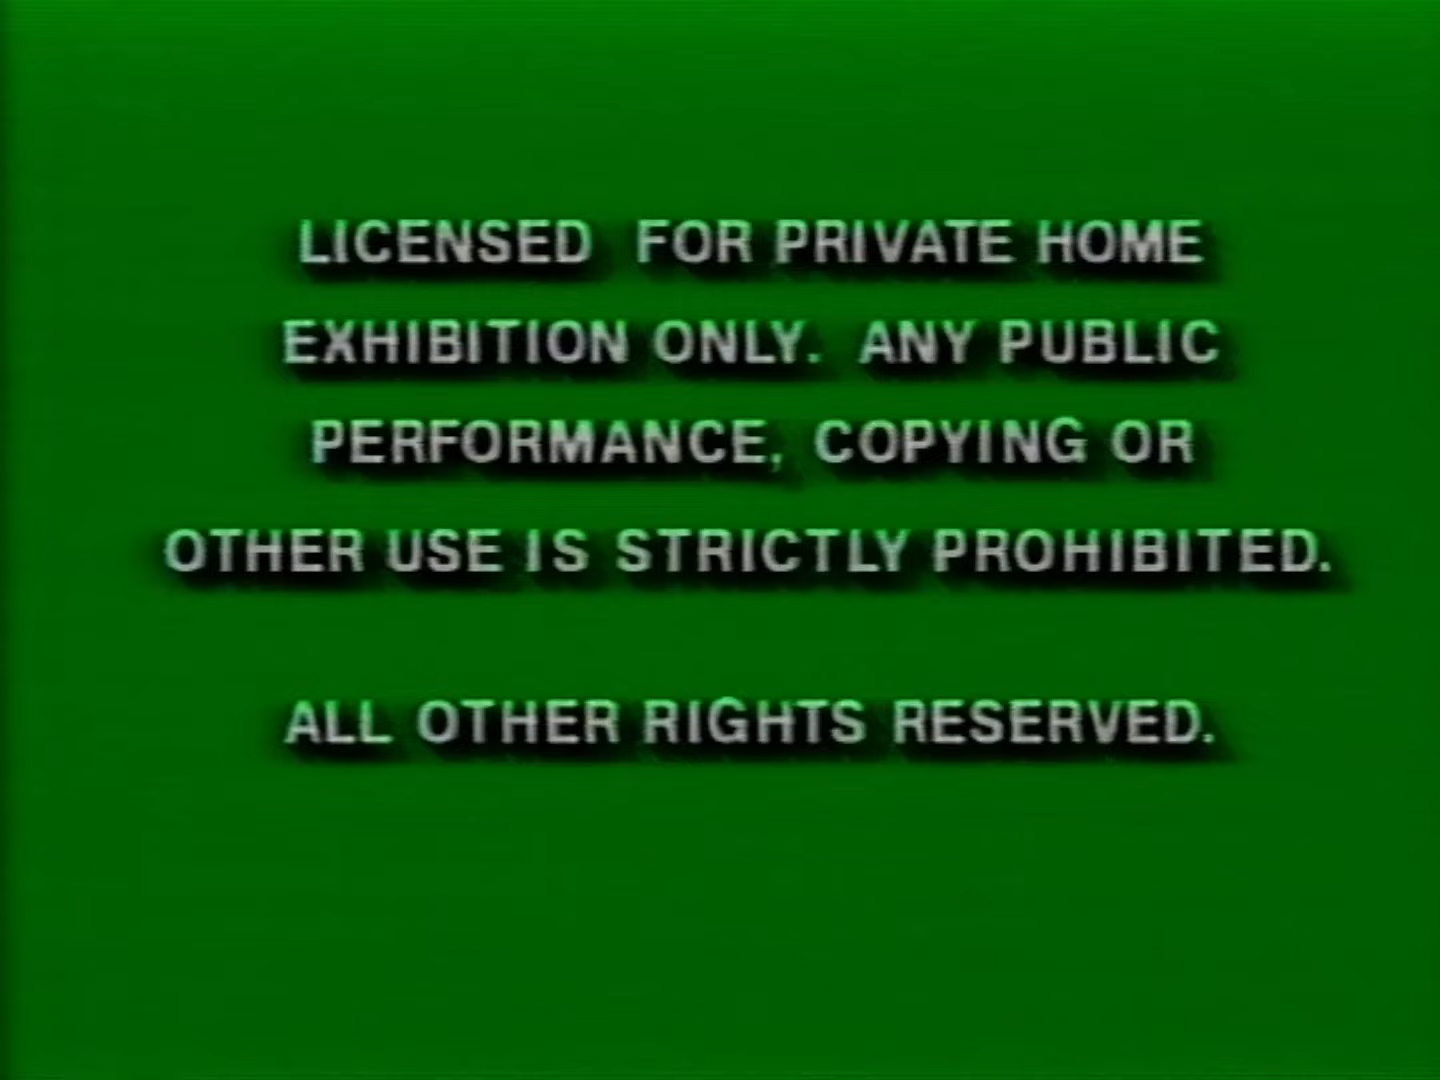 LICENSED FOR PRIVATE HOME
EXHIBITION ONLY. ANY PUBLIC
PERFORMANCE, COPYING OR
OTHER USE IS STRICTLY PROHIBITED.
ALL OTHER RIGHTS RESERVED.